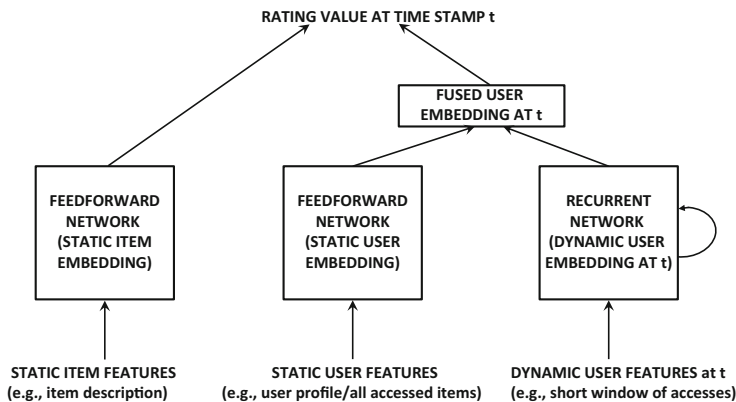 RATING VALUE AT TIME STAMP t
FUSED USER
EMBEDDING AT t
FEEDFORWARD
NETWORK
(STATIC ITEM
EMBEDDING)
FEEDFORWARD
NETWORK
(STATIC USER
EMBEDDING)
RECURRENT
NETWORK
(DYNAMIC USER
EMBEDDING AT t)
STATIC ITEM FEATURES
(e.g., item description)
STATIC USER FEATURES
(e.g., user profile/all accessed items)
DYNAMIC USER FEATURES at t
(e.g., short window of accesses)